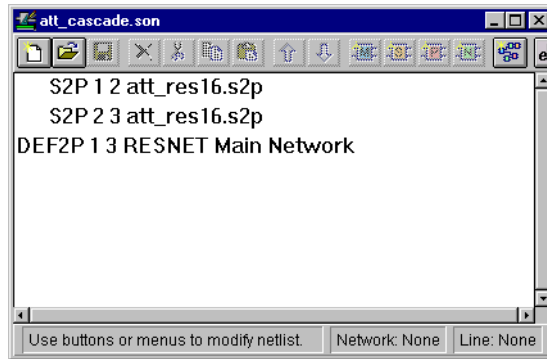 att_cascade.son
S2P 1 2 att_res16.s2p
S2P 2 3 att_res16.s2p
DEF2P 1 3 RESNET Main Network
Use buttons or menus to modify netlist. Network: None Line: None